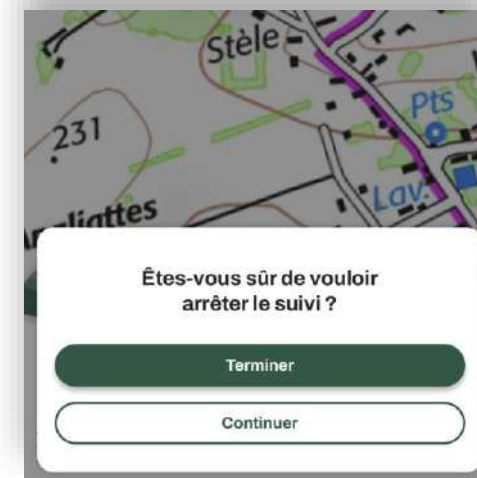 Stèle
231
Pts
Lav.
Êtes-vous sûr de vouloir
arrêter le suivi ?
Terminer
Continuer